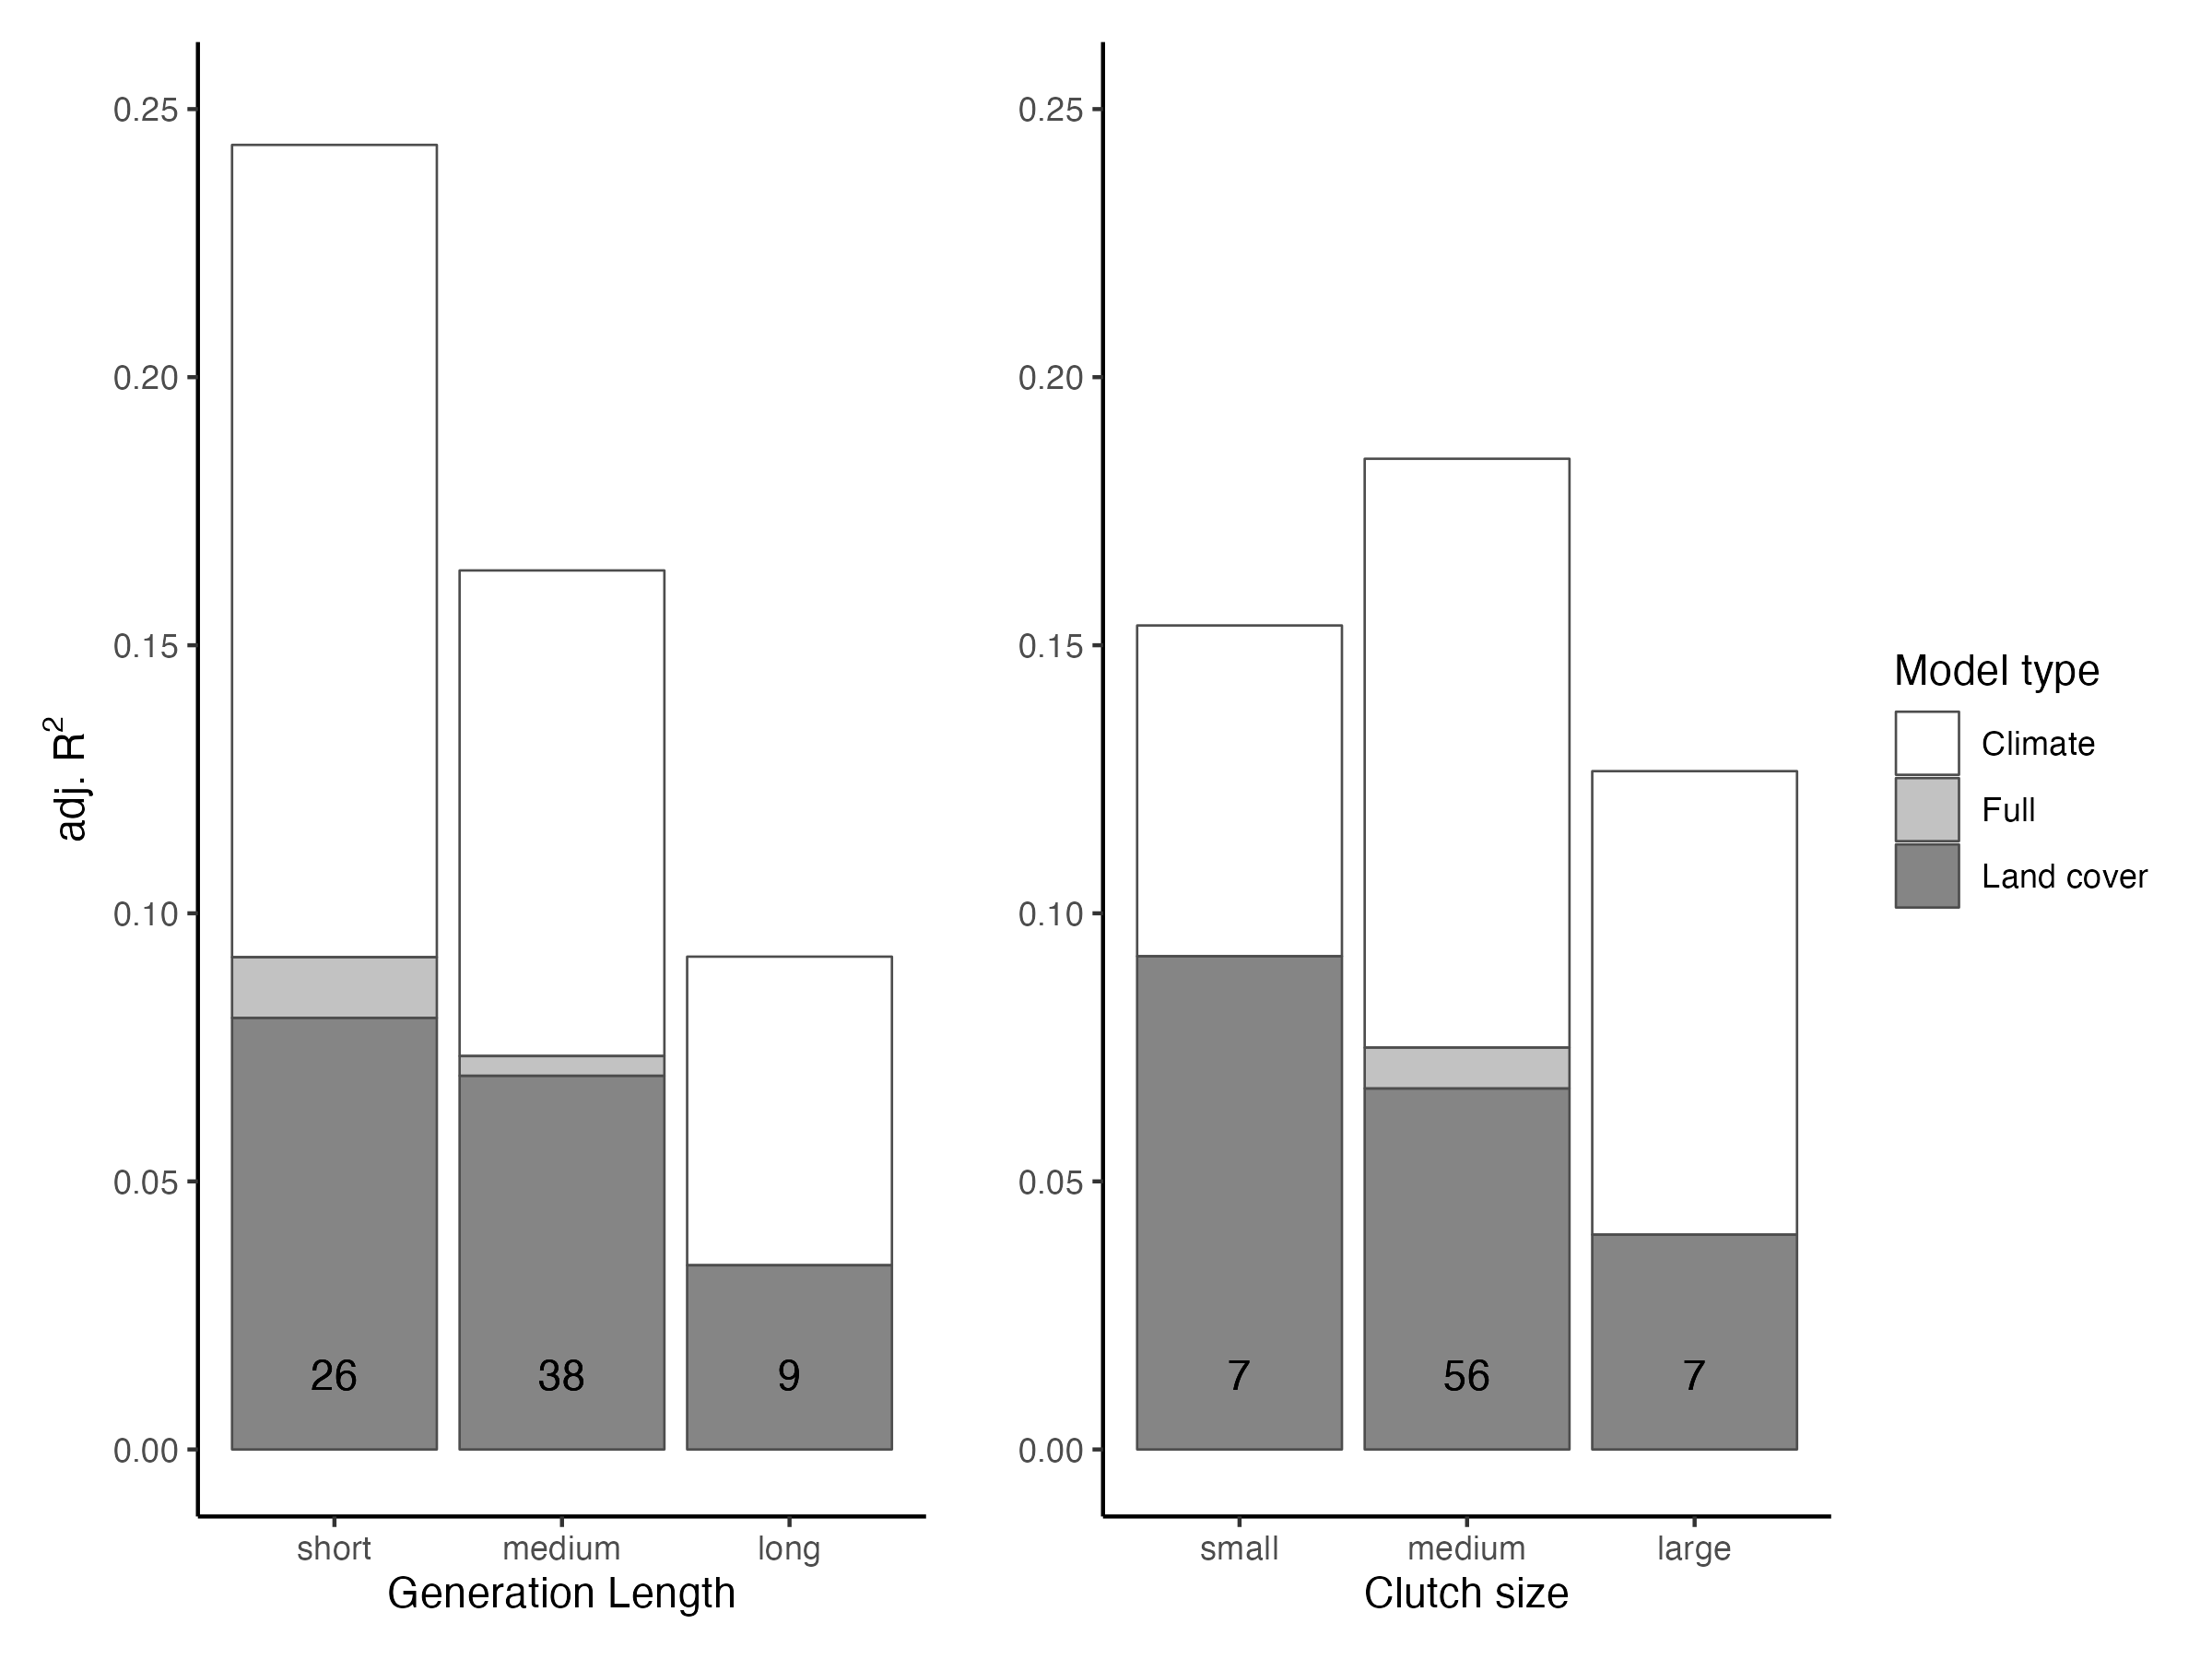 adj. R²
0.25
0.20
0.15
0.10
0.05
0.00
26
38
9
short
medium
long
Generation Length
0.25
0.20
0.15
0.10
0.05
0.00
7
56
7
small
medium
large
Clutch size
Model type
Climate
Full
Land cover